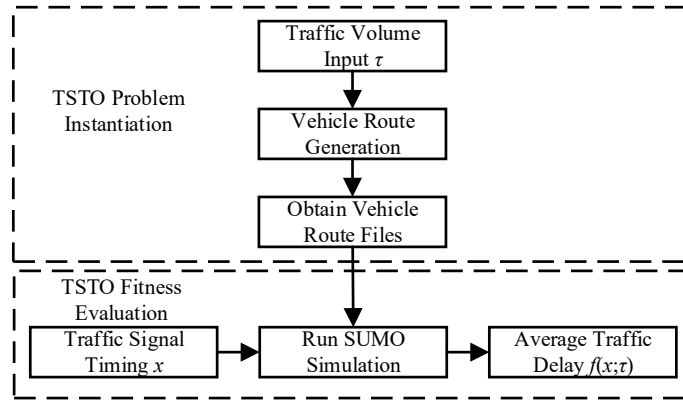 Traffic Volume
Input τ
TSTO Problem
Instantiation
Vehicle Route
Generation
Obtain Vehicle
Route Files
TSTO Fitness
Evaluation
Traffic Signal
Timing x
Run SUMO
Simulation
Average Traffic
Delay f(x;τ)